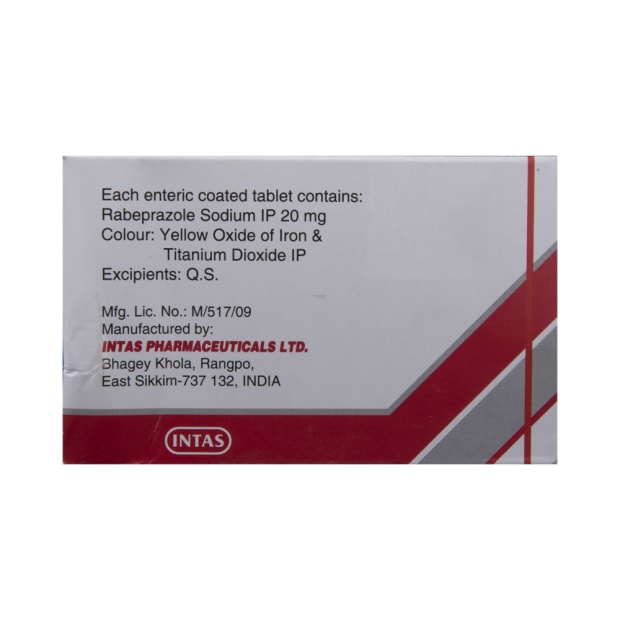 Each enteric coated tablet contains:
Rabeprazole Sodium IP 20 mg
Colour: Yellow Oxide of Iron &
Titanium Dioxide IP
Excipients: Q.S.
Mfg. Lic. No.: M/517/09
Manufactured by:
INTAS PHARMACEUTICALS LTD.
Bhagey Khola, Rangpo,
East Sikkim-737 132, INDIA
INTAS